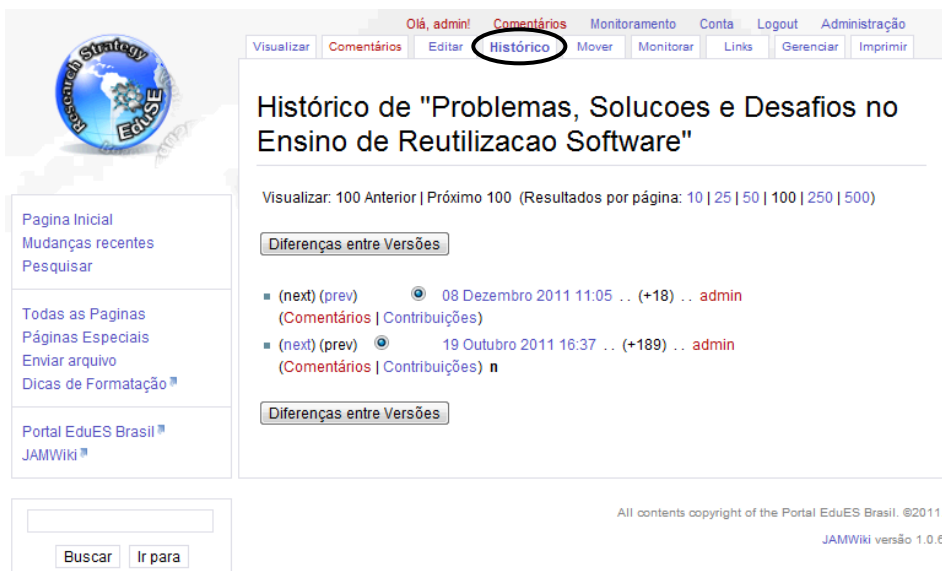 Olá, admin! Comentários Monitoramento Conta Logout Administração
Visualizar Comentários Editar Histórico Mover Monitorar Links Gerenciar Imprimir
Research Strategy
EduSE
Histórico de "Problemas, Solucoes e Desafios no
Ensino de Reutilizacao Software"
Visualizar: 100 Anterior | Próximo 100 (Resultados por página: 10 | 25 | 50 | 100 | 250 | 500)
Diferenças entre Versões
(next) (prev) 08 Dezembro 2011 11:05 . . (+18) . . admin
(Comentários | Contribuições)
(next) (prev) 19 Outubro 2011 16:37 . . (+189) . . admin
(Comentários | Contribuições) n
Diferenças entre Versões
Pagina Inicial
Mudanças recentes
Pesquisar
Todas as Paginas
Páginas Especiais
Enviar arquivo
Dicas de Formatação
Portal EduES Brasil
JAMWiki
Buscar Ir para
All contents copyright of the Portal EduES Brasil. ©2011
JAMWiki versão 1.0.6